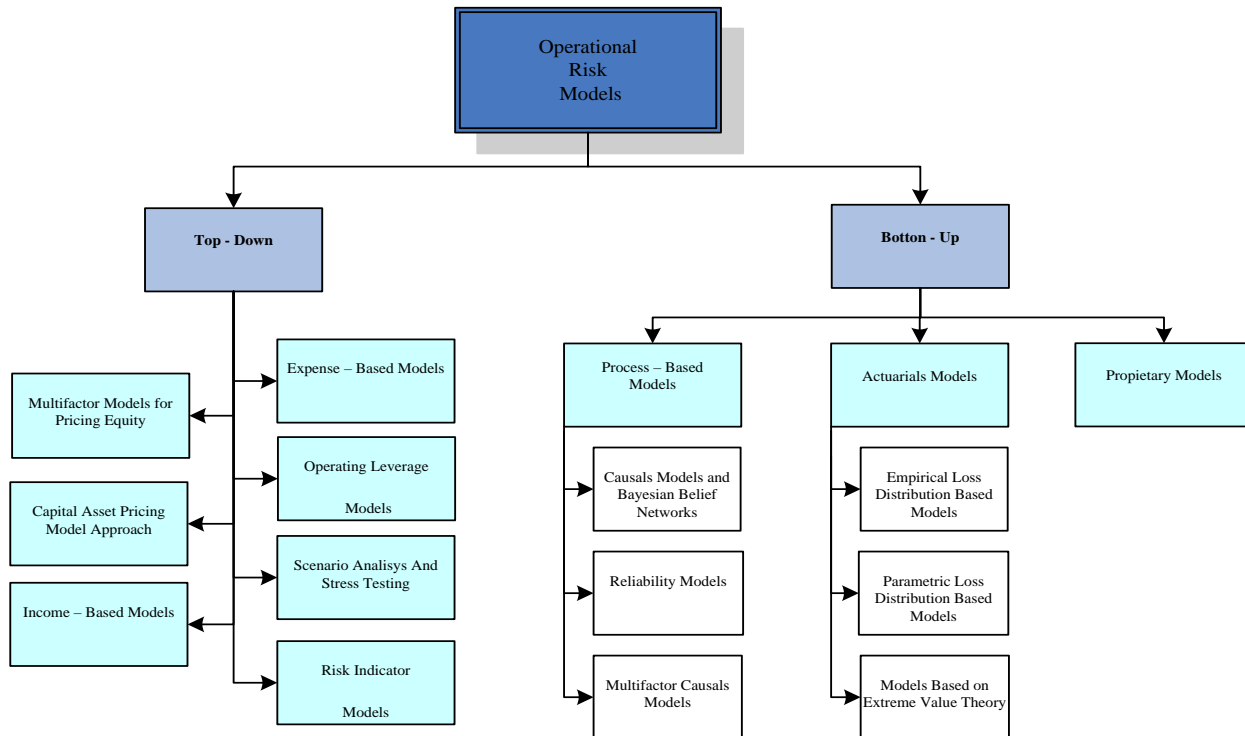 Operational
Risk
Models
Top - Down
Botton - Up
Multifactor Models for
Pricing Equity
Capital Asset Pricing
Model Approach
Income – Based Models
Expense – Based Models
Operating Leverage
Models
Scenario Analisys And
Stress Testing
Risk Indicator
Models
Process – Based
Models
Causals Models and
Bayesian Belief
Networks
Reliability Models
Multifactor Causals
Models
Actuarials Models
Empirical Loss
Distribution Based
Models
Parametric Loss
Distribution Based
Models
Models Based on
Extreme Value Theory
Propietary Models